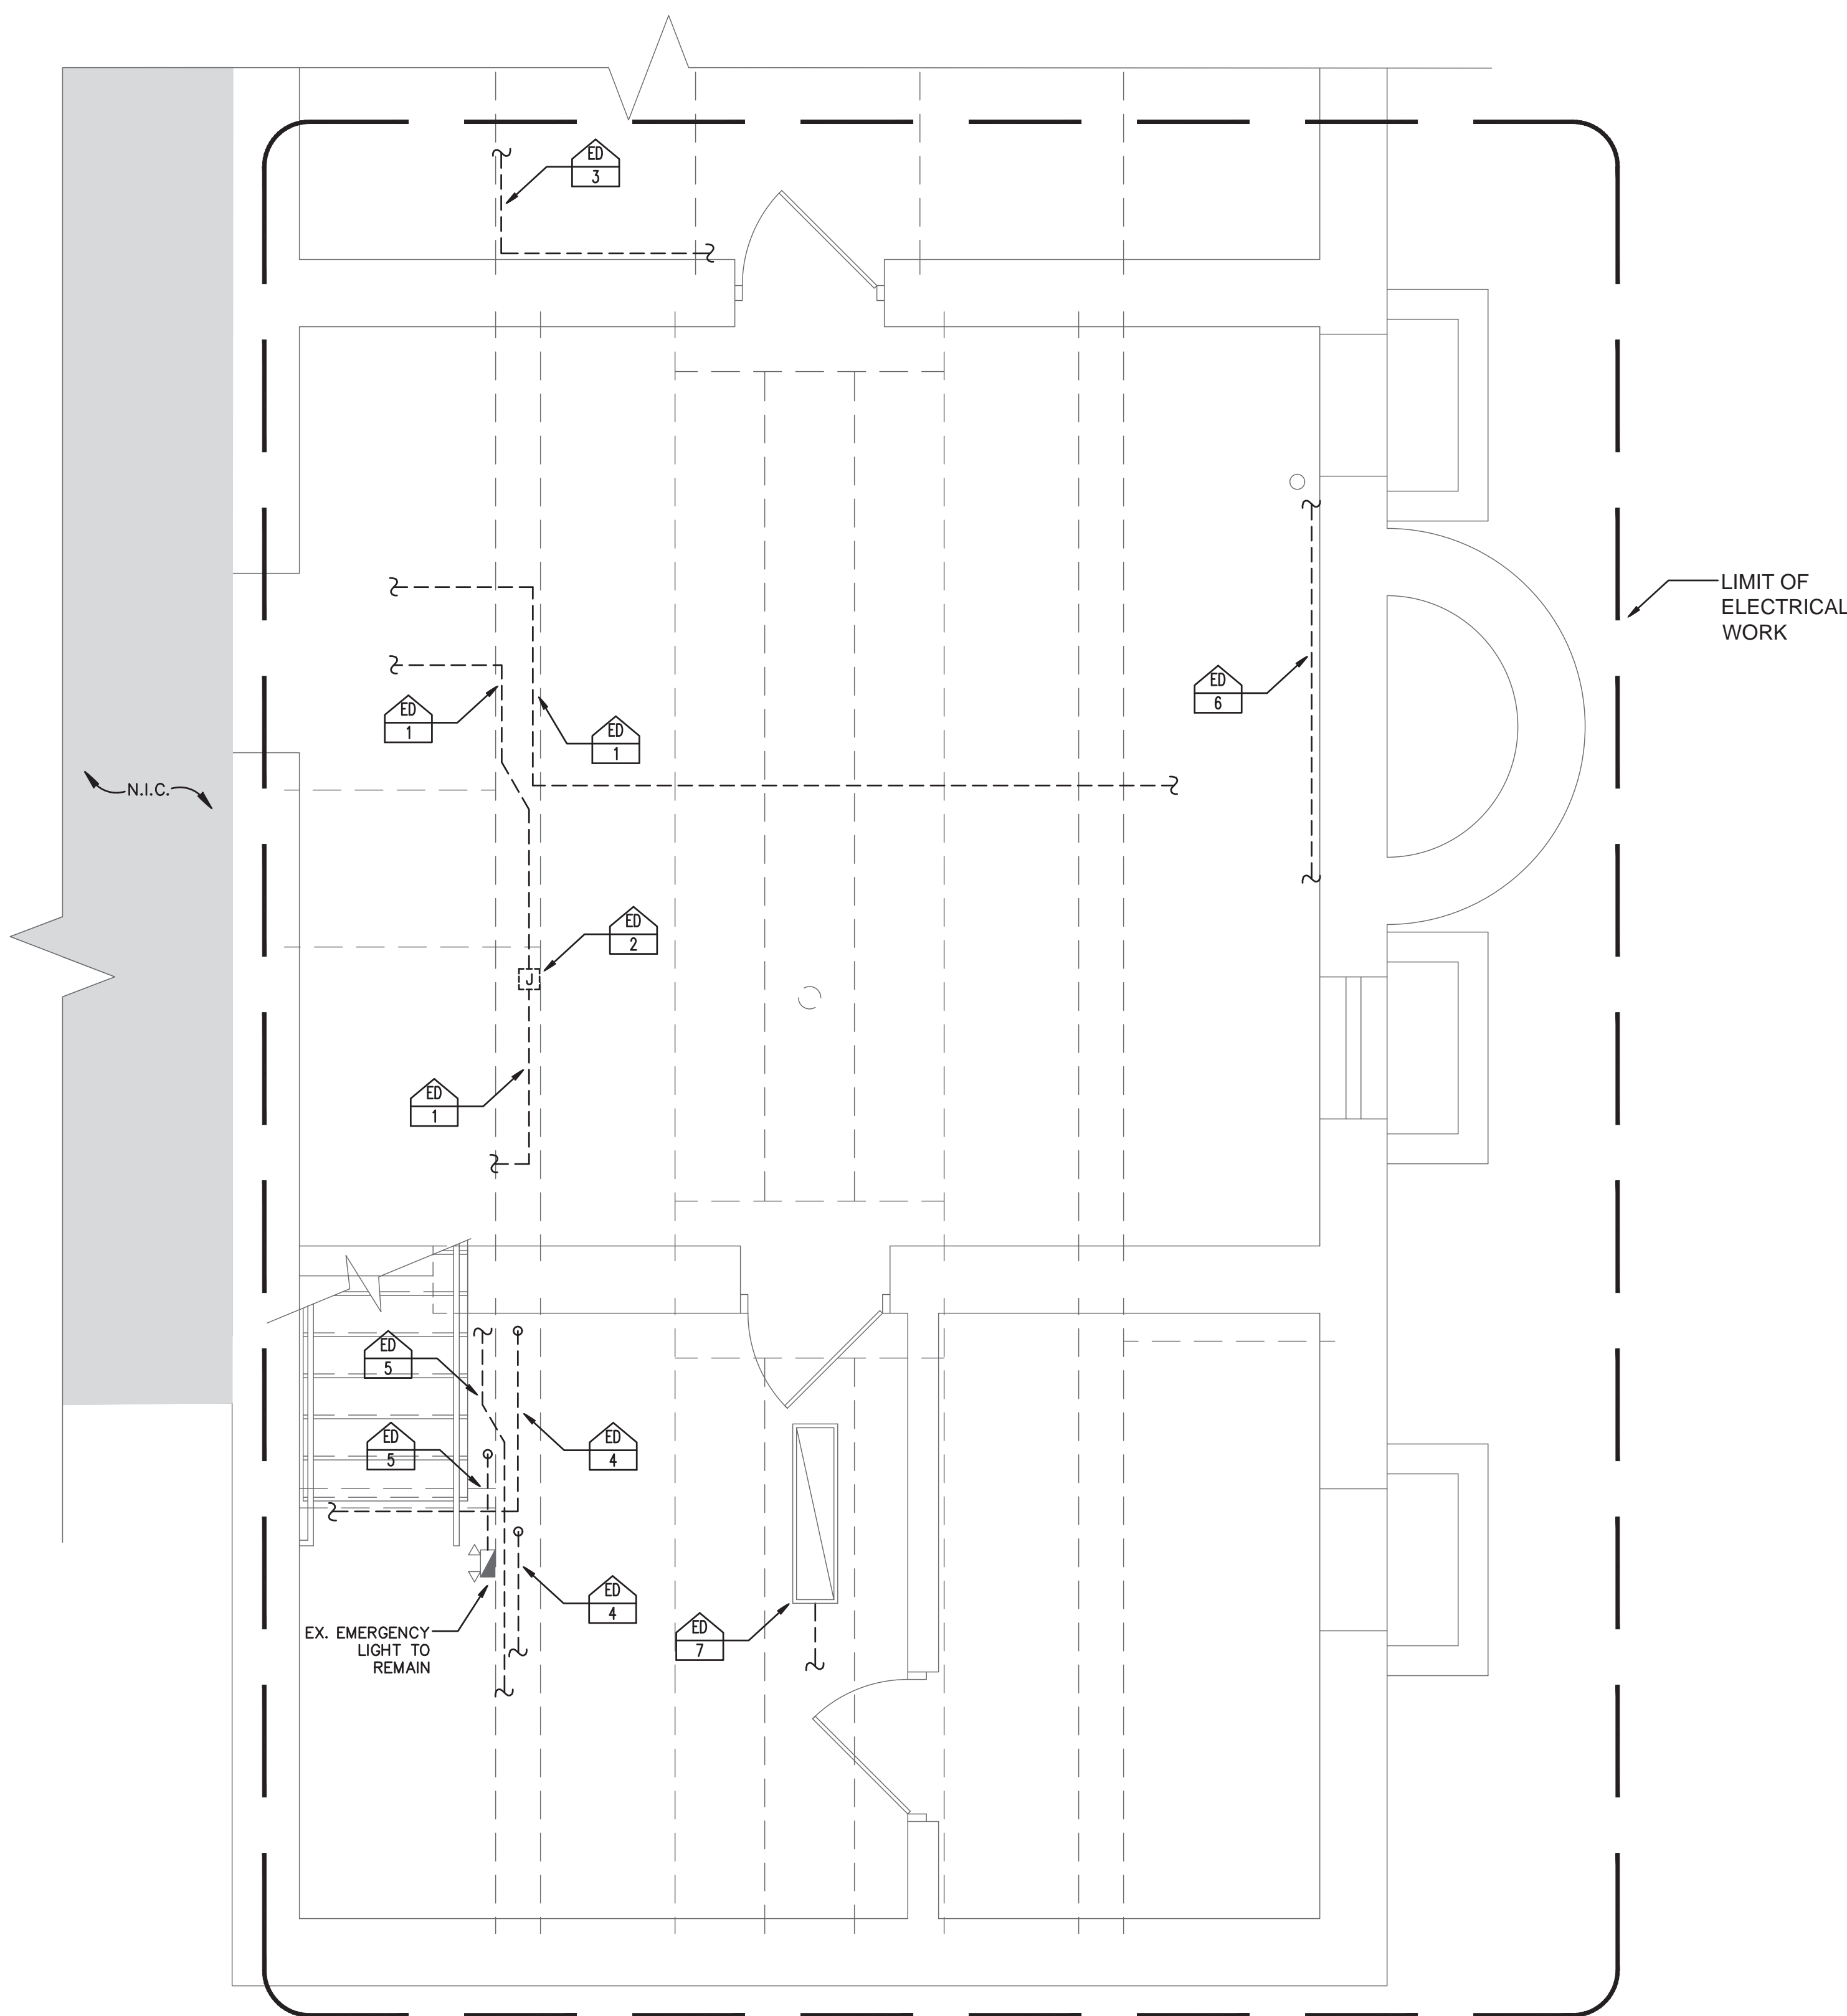 ED
3
LIMIT OF
ELECTRICAL
WORK
ED
6
ED
1
ED
1
N.I.C.
ED
2
J
ED
1
ED
5
ED
5
ED
4
ED
4
EX. EMERGENCY
LIGHT TO
REMAIN
ED
7